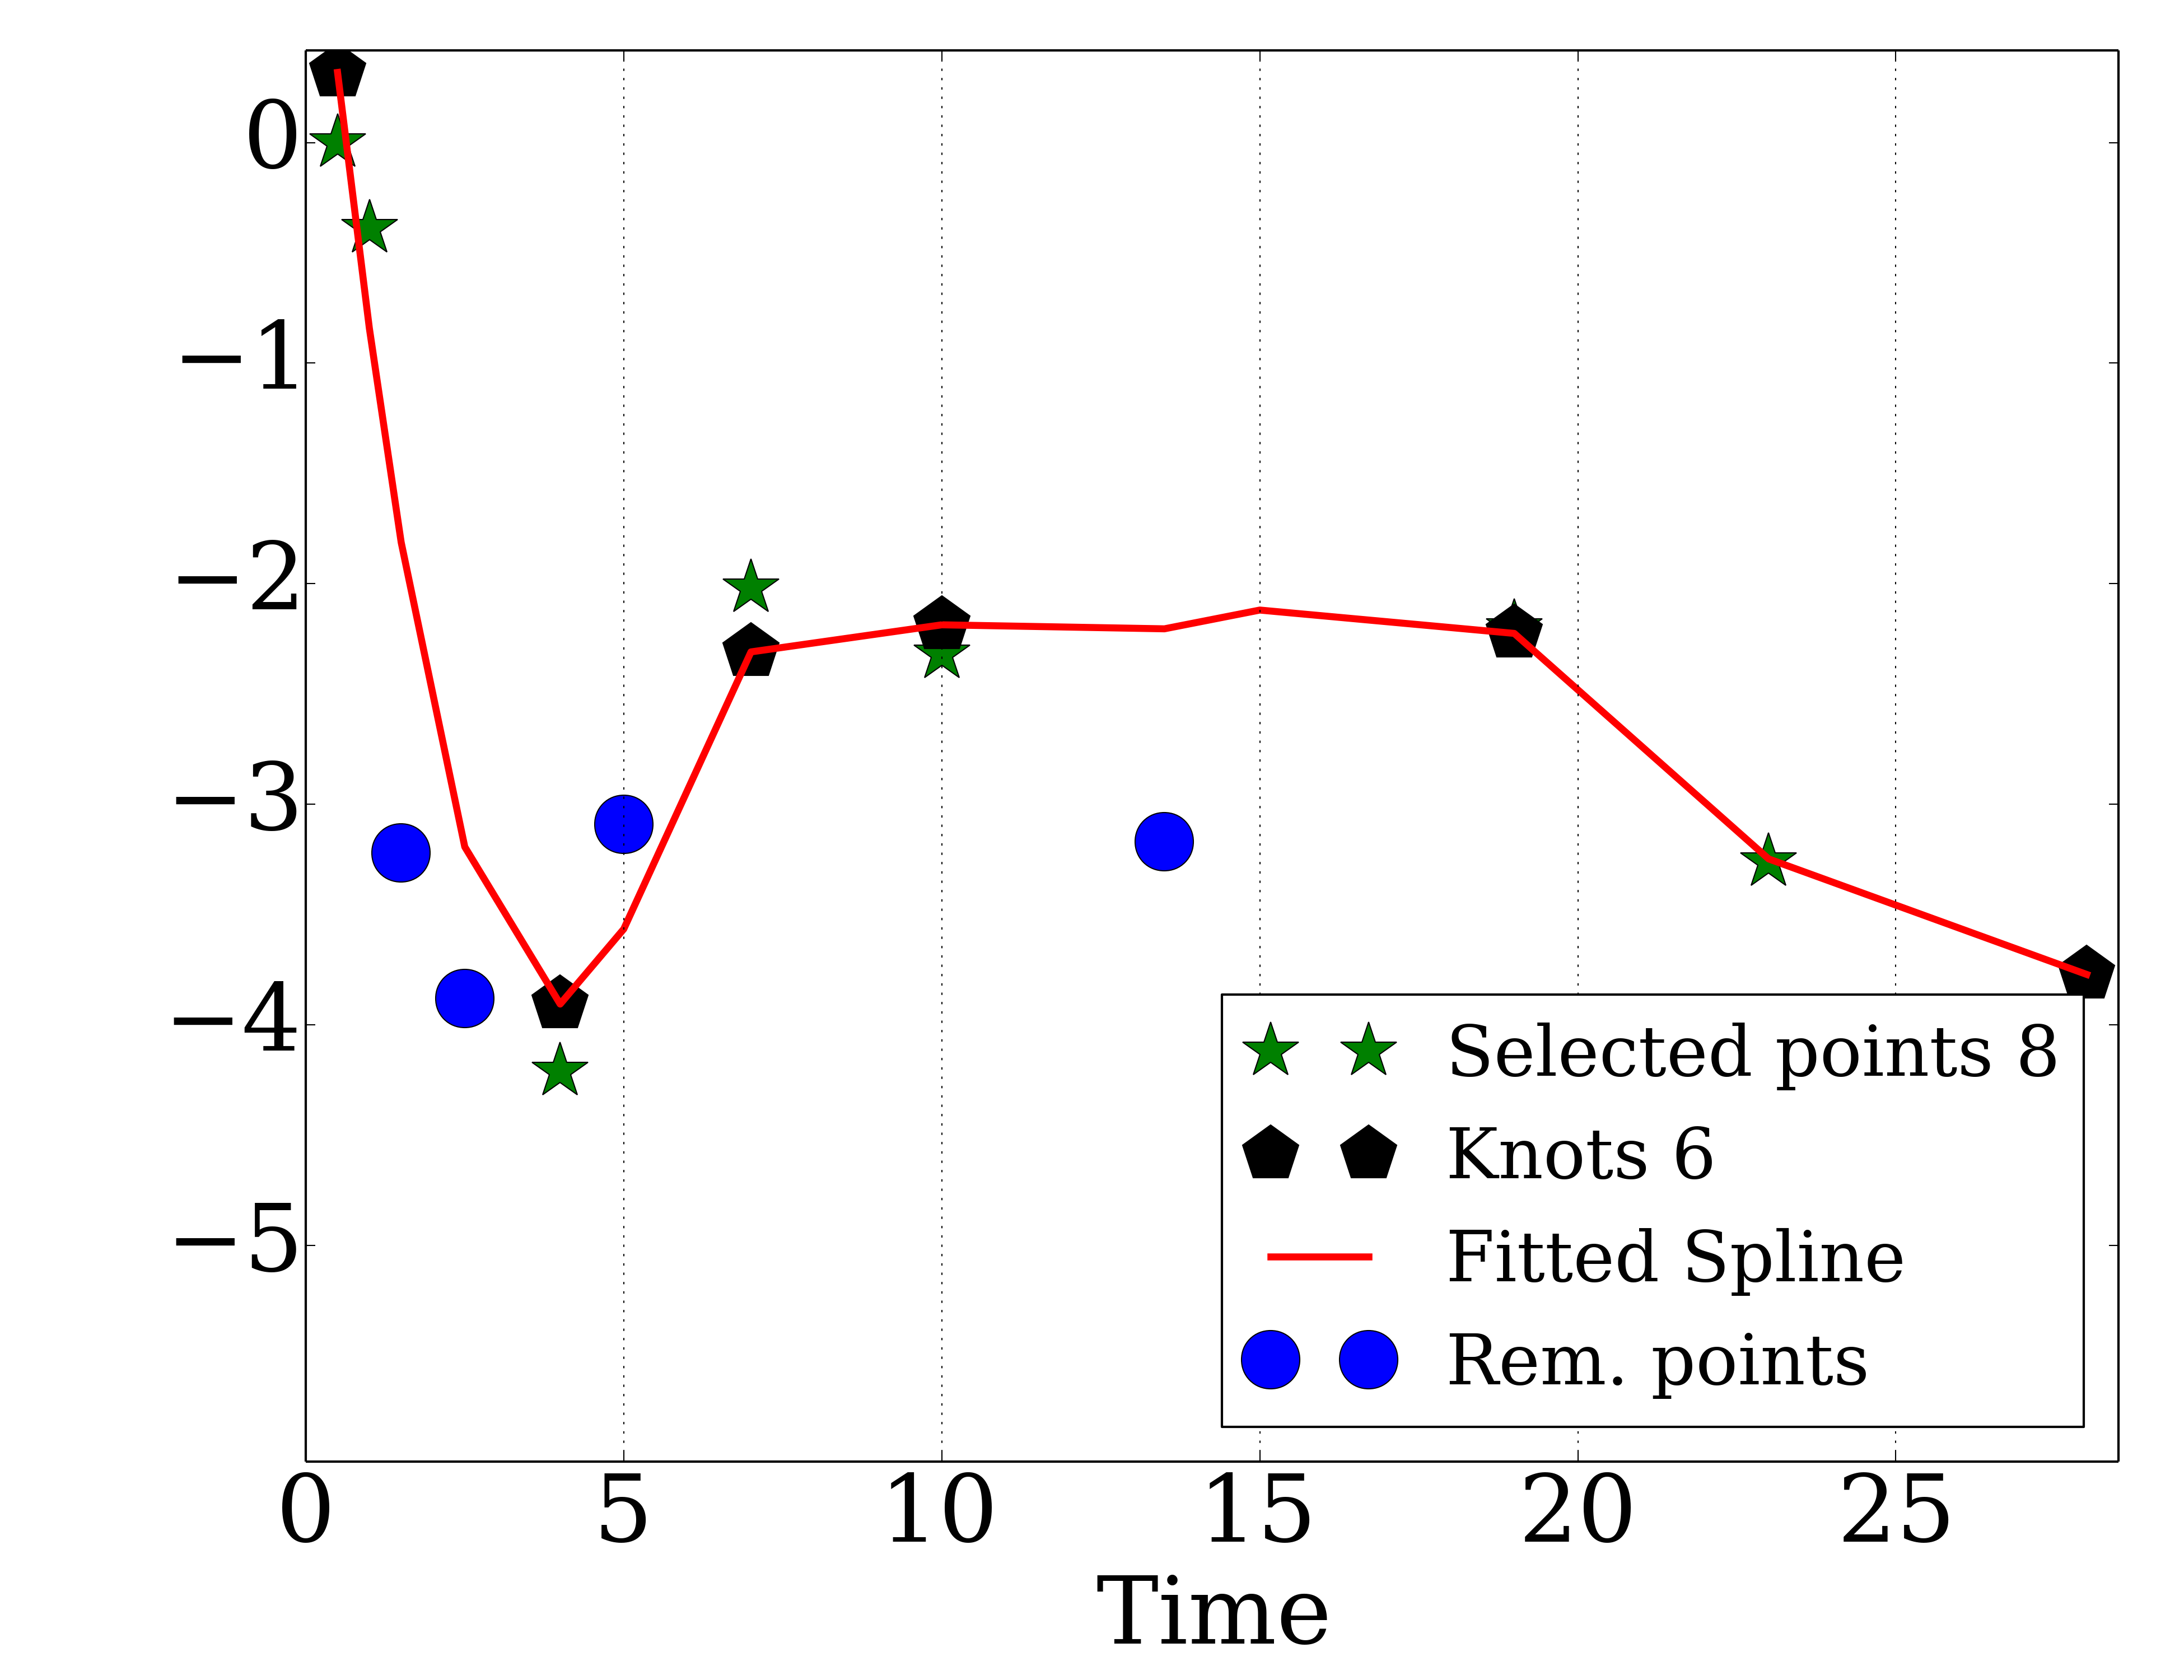 0
−1
−2
−3
−4
−5
Selected points 8
Knots 6
Fitted Spline
Rem. points
0 5 10 15 20 25
Time